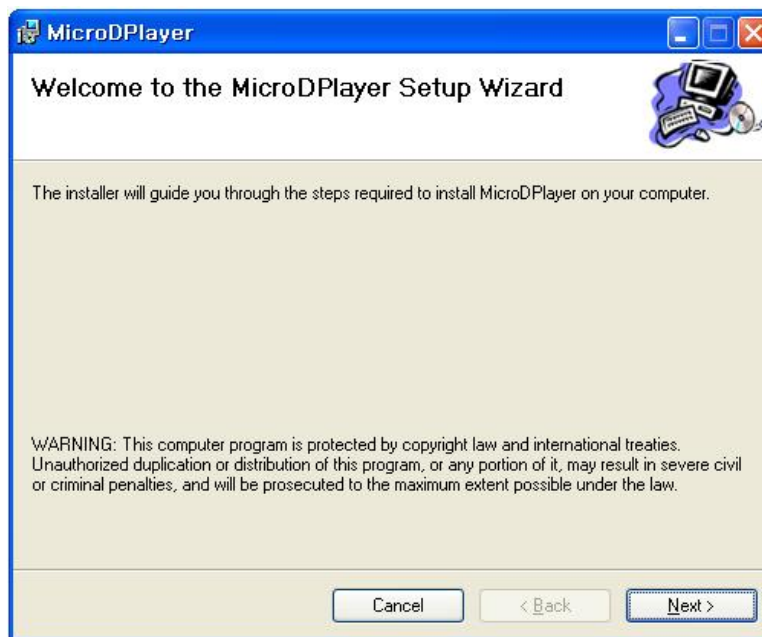 MicroDPlayer
Welcome to the MicroDPlayer Setup Wizard
The installer will guide you through the steps required to install MicroDPlayer on your computer.
WARNING: This computer program is protected by copyright law and international treaties.
Unauthorized duplication or distribution of this program, or any portion of it, may result in severe civil
or criminal penalties, and will be prosecuted to the maximum extent possible under the law.
Cancel
< Back
Next >